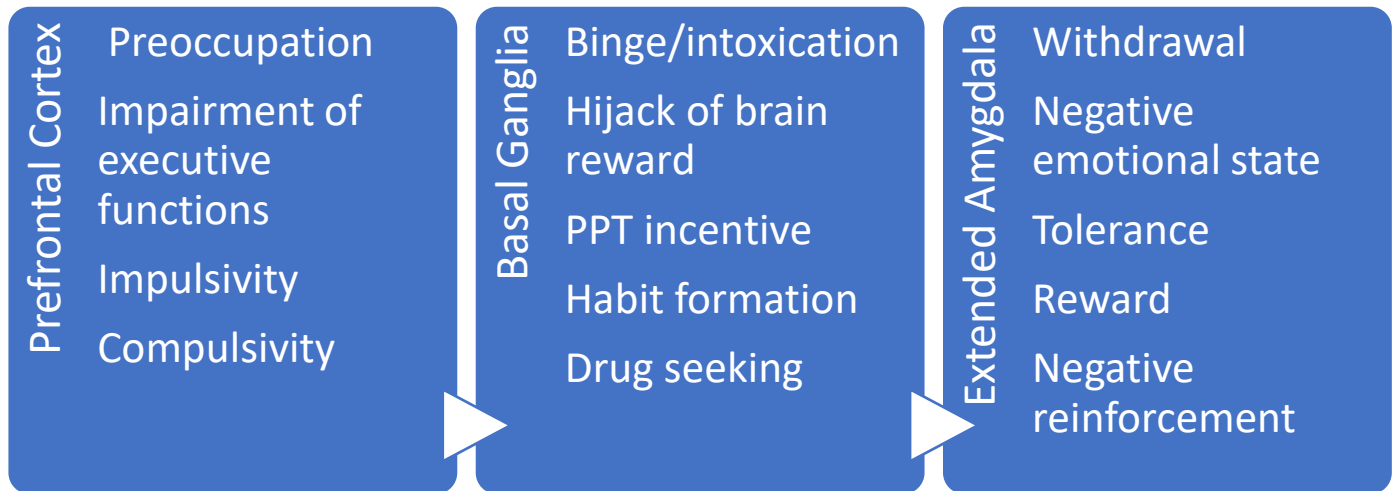 Prefrontal Cortex
Preoccupation
Impairment of
executive
functions
Impulsivity
Compulsivity
Basal Ganglia
Binge/intoxication
Hijack of brain
reward
PPT incentive
Habit formation
Drug seeking
Extended Amygdala
Withdrawal
Negative
emotional state
Tolerance
Reward
Negative
reinforcement